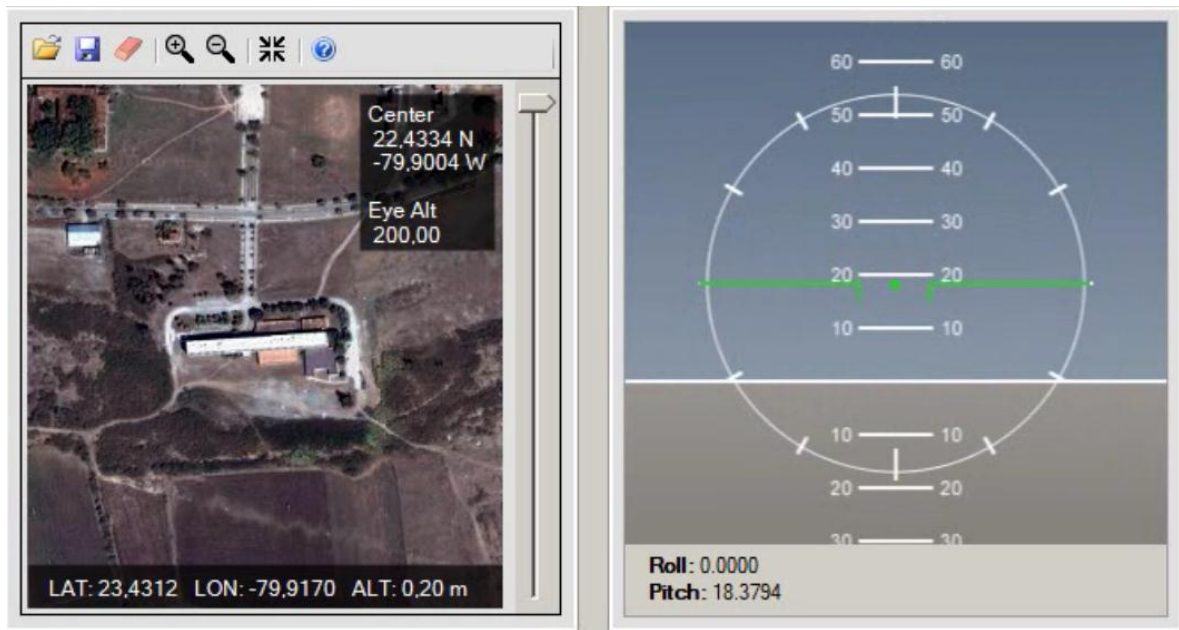 Center
22,4334 N
-79,9004 W
Eye Alt
200,00
LAT: 23,4312 LON: -79,9170 ALT: 0,20 m
60 60
50 50
40 40
30 30
20 20
10 10
10 10
20 20
30 30
Roll: 0.0000
Pitch: 18.3794